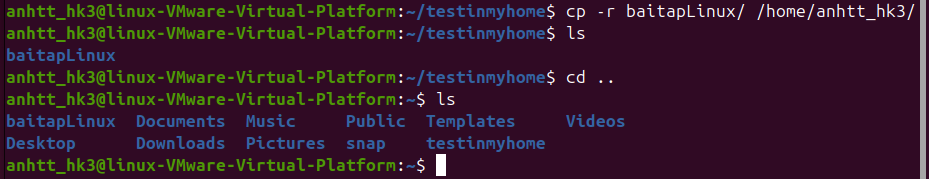 anhtt_hk3@linux-VMware-Virtual-Platform:~/testinmyhome$ cp -r baitapLinux/ /home/anhtt_hk3/
anhtt_hk3@linux-VMware-Virtual-Platform:~/testinmyhome$ ls
baitapLinux
anhtt_hk3@linux-VMware-Virtual-Platform:~/testinmyhome$ cd ..
anhtt_hk3@linux-VMware-Virtual-Platform:~$ ls
baitapLinux  Documents  Music     Public  Templates     Videos
Desktop      Downloads  Pictures  snap    testinmyhome
anhtt_hk3@linux-VMware-Virtual-Platform:~$